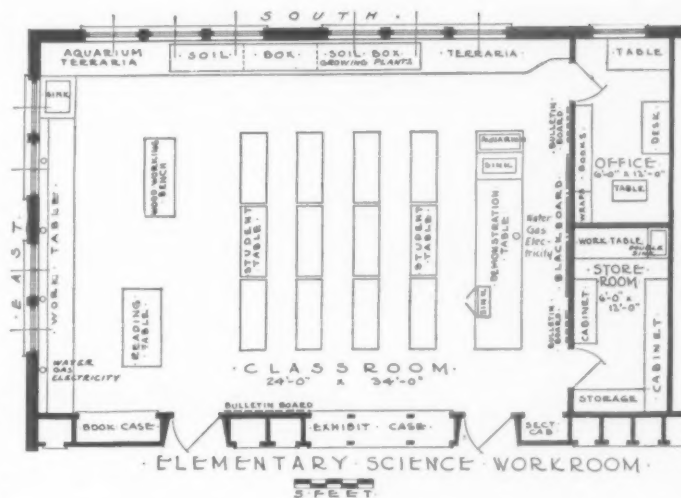 SOUTH.
AQUARIUM
TERRARIA
·SOIL·
BOX·
·SOIL BOX·
GROWING PLANTS
TERRARIA
·TABLE·
SINK
·EAST·
·WORK TABLE·
WOOD WORKING
BENCH
READING
TABLE
WATER
GAS
ELECTRICITY
STUDENT
TABLE
STUDENT
TABLE
AQUARIUM
SINK
DEMONSTRATION
TABLE
SINK
Water
Gas
Elec-
tricity
BULLETIN
BOARD
BLACKBOARD
BULLETIN
BOARD
WRAPS·BOOKS
DESK
OFFICE
6'-0" X 12'-0"
TABLE
WORK TABLE
DOUBLE
SINK
STORE
ROOM
6'-0" X
12'-0"
CABINET
CABINET
STORAGE
·CLASSROOM·
24'-0" X 34'-0"
BULLETIN BOARD
BOOK CASE
EXHIBIT·CASE·
SECT.
CAB.
·ELEMENTARY·SCIENCE WORKROOM·
5 FEET